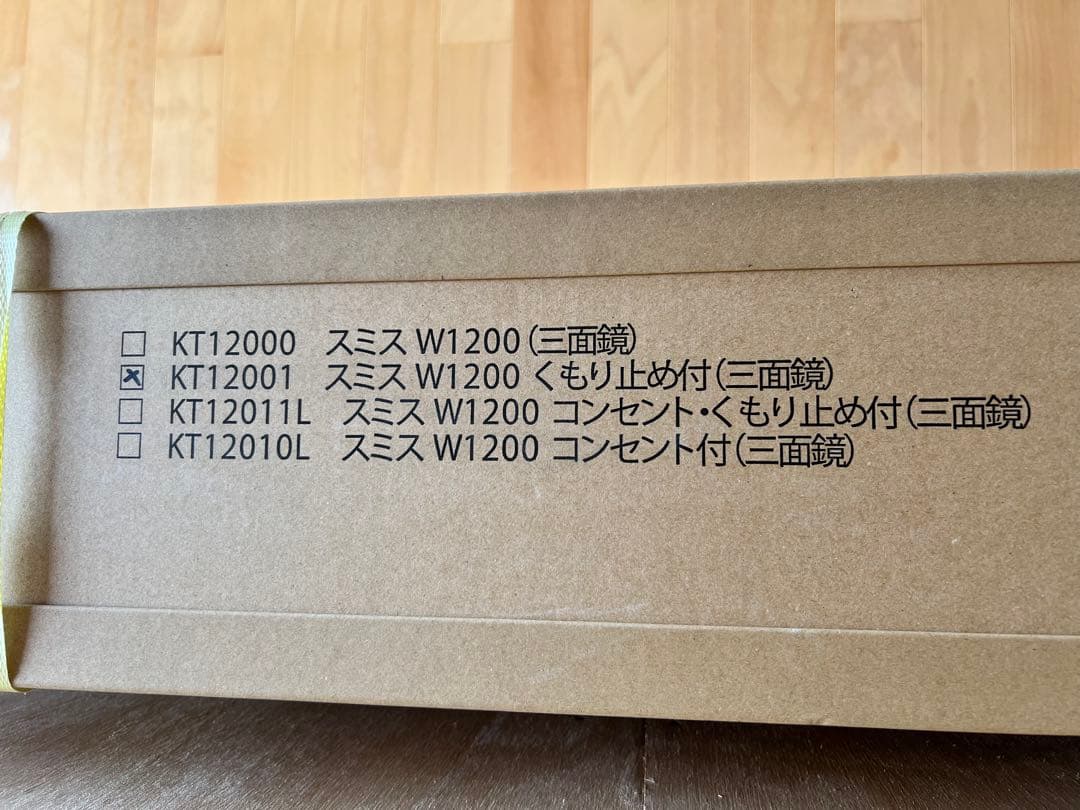 ☐ KT12000 スミス W1200 (三面鏡)
☒ KT12001 スミス W1200 くもり止め付 (三面鏡)
☐ KT12011L スミス W1200 コンセント・くもり止め付 (三面鏡)
☐ KT12010L スミス W1200 コンセント付 (三面鏡)